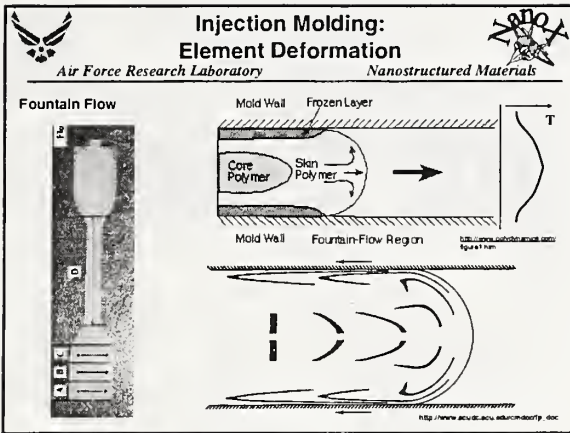 Injection Molding:
Element Deformation
NanoX
Air Force Research Laboratory
Nanostructured Materials
Fountain Flow
Mold Wall
Frozen Layer
T
Core
Polymer
Skin
Polymer
Mold Wall
Fountain-Flow Region
D
C
B
A